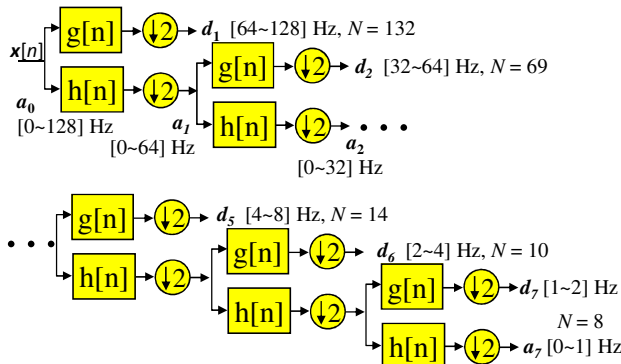 g[n] ↓2 d₁ [64~128] Hz, N = 132
x[n]
g[n] ↓2 d₂ [32~64] Hz, N = 69
h[n] ↓2
a₀
a₁
[0~128] Hz
h[n] ↓2
[0~64] Hz
a₂
[0~32] Hz
g[n] ↓2 d₅ [4~8] Hz, N = 14
g[n] ↓2 d₆ [2~4] Hz, N = 10
h[n] ↓2
g[n] ↓2 d₇ [1~2] Hz
h[n] ↓2
N = 8
h[n] ↓2 a₇ [0~1] Hz